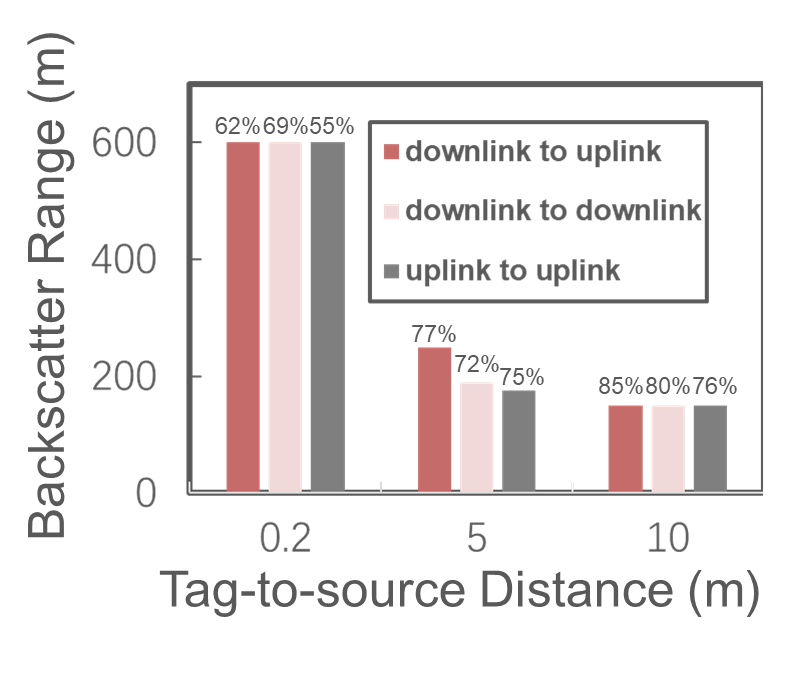 Backscatter Range (m)
600
400
200
0
62% 69% 55%
downlink to uplink
downlink to downlink
uplink to uplink
77%
72% 75%
85% 80% 76%
0.2 5 10
Tag-to-source Distance (m)